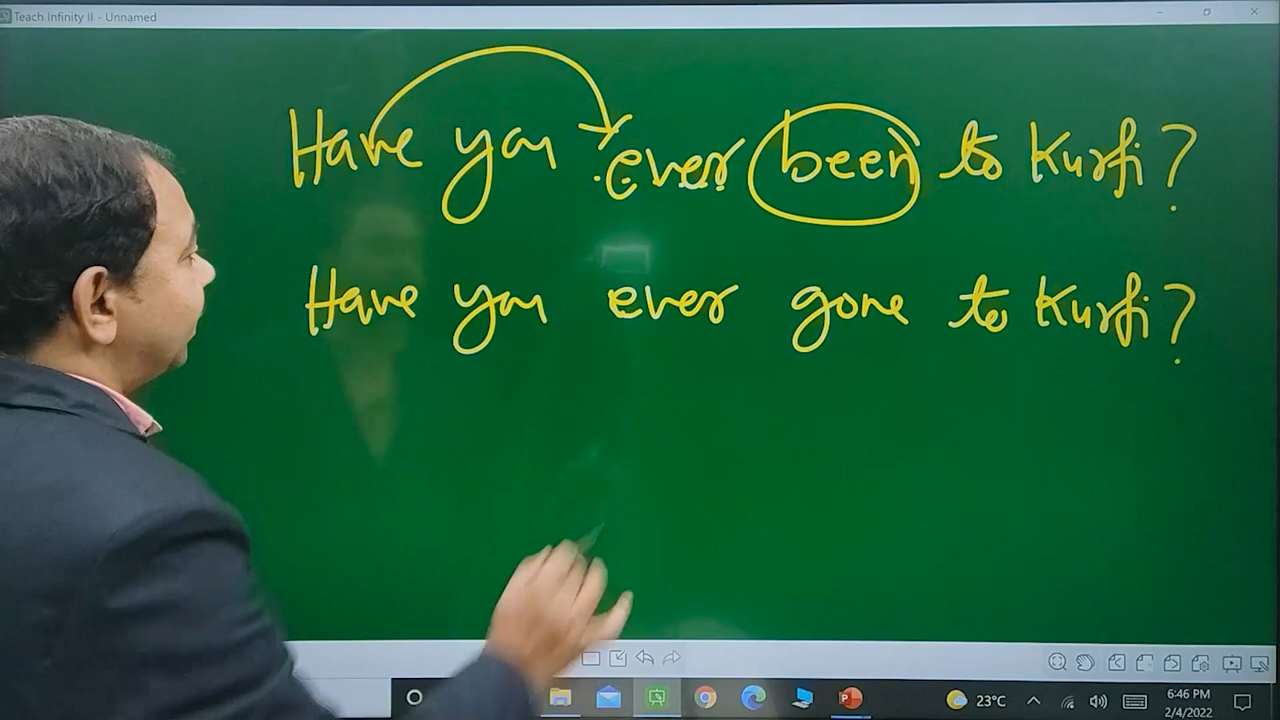 Teach Infinity II - Unnamed
Have you ever been to Kurfi?
Have you ever gone to Kurfi?
23°C
6:46 PM
2/4/2022